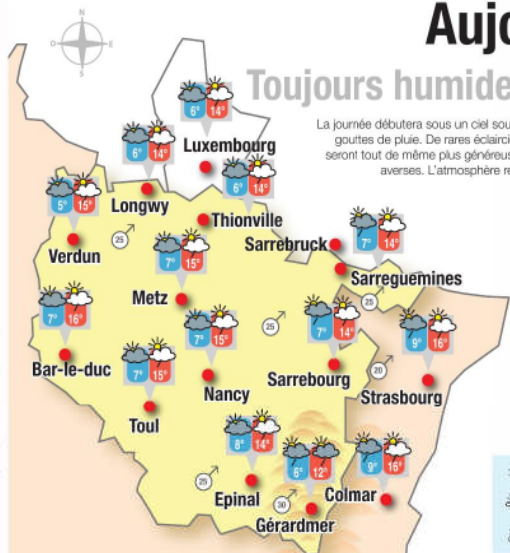 Aujo
Toujours humide
La journée débutera sous un ciel sou
gouttes de pluie. De rares éclairci
seront tout de même plus généreus
averses. L'atmosphère re
N
O E
S
6° 14°
Luxembourg
6° 14°
Longwy
6° 14°
Thionville
5° 15°
Verdun
25
7° 15°
Metz
Sarrebruck
7° 14°
Sarreguemines
25
7° 16°
Bar-le-duc
7° 15°
Nancy
25
7° 14°
Sarrebourg
9° 16°
Strasbourg
20
7° 15°
Toul
8° 14°
Epinal
25
6° 12°
Gérardmer
30
9° 16°
Colmar